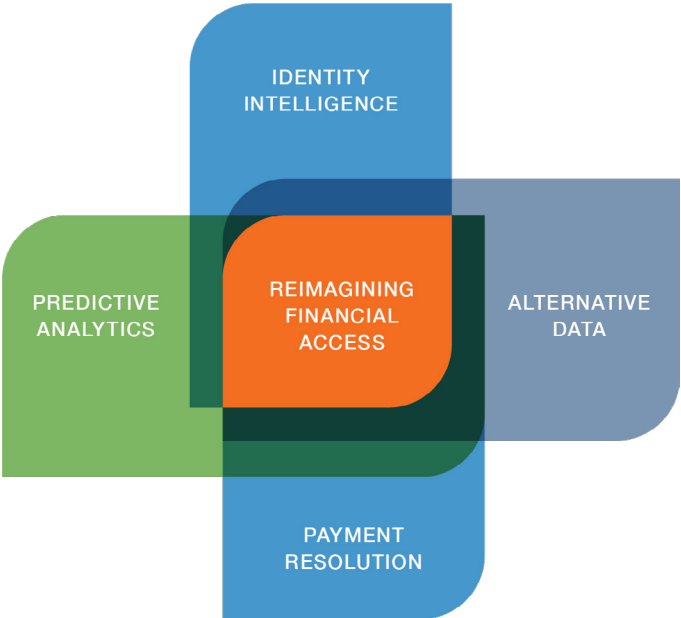 IDENTITY
INTELLIGENCE
PREDICTIVE
ANALYTICS
REIMAGINING
FINANCIAL
ACCESS
ALTERNATIVE
DATA
PAYMENT
RESOLUTION